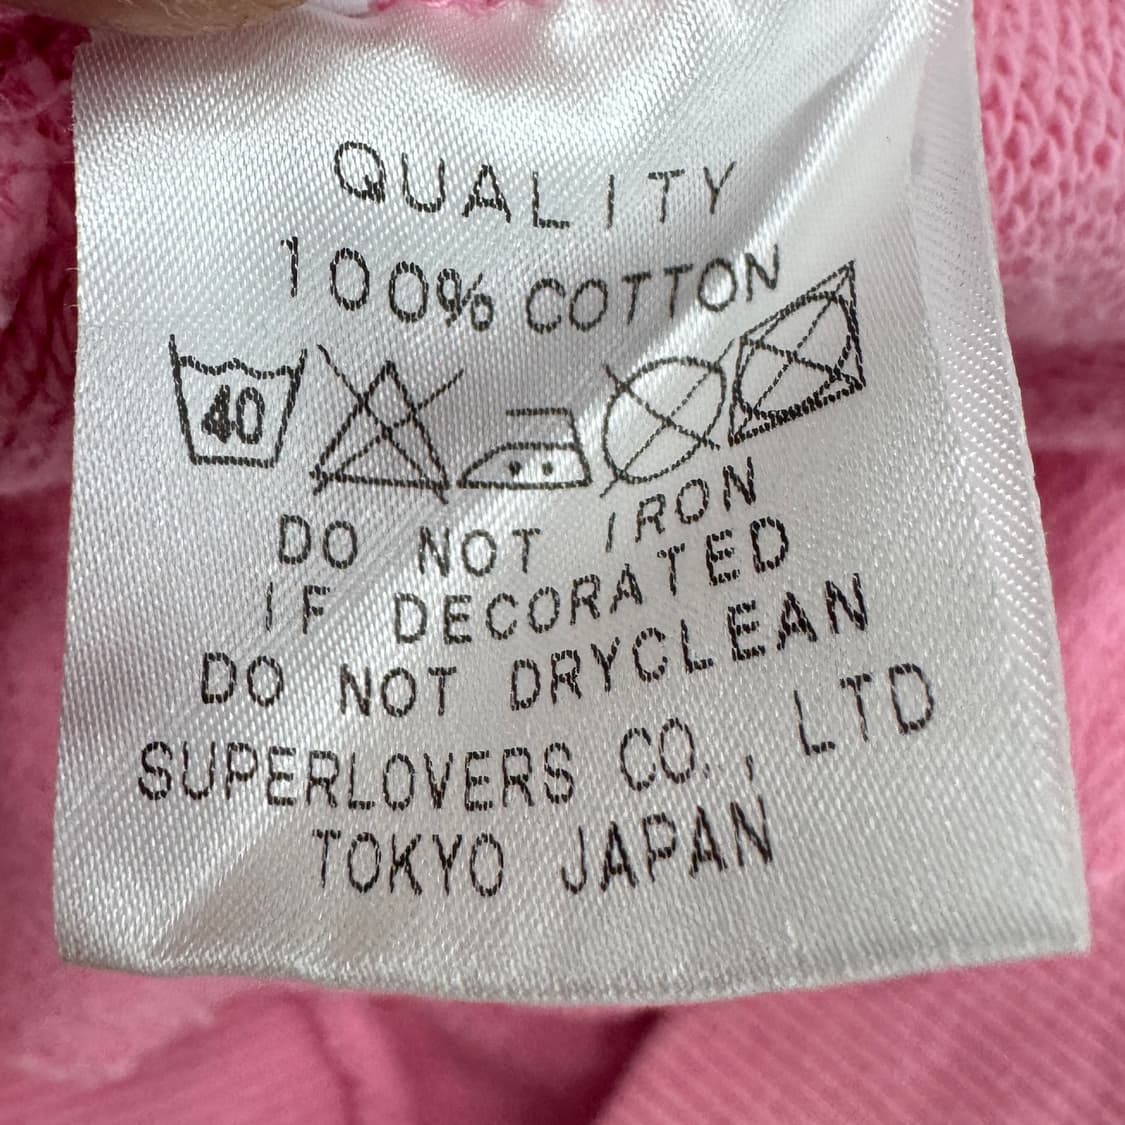 QUALITY
100% COTTON
40
DO NOT IRON
IF DECORATED
DO NOT DRYCLEAN
SUPERLOVERS CO., LTD
TOKYO JAPAN